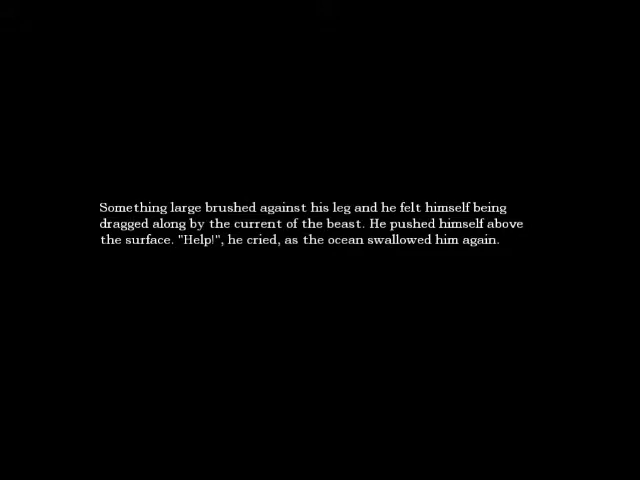 Something large brushed against his leg and he felt himself being
dragged along by the current of the beast. He pushed himself above
the surface. "Help!", he cried, as the ocean swallowed him again.